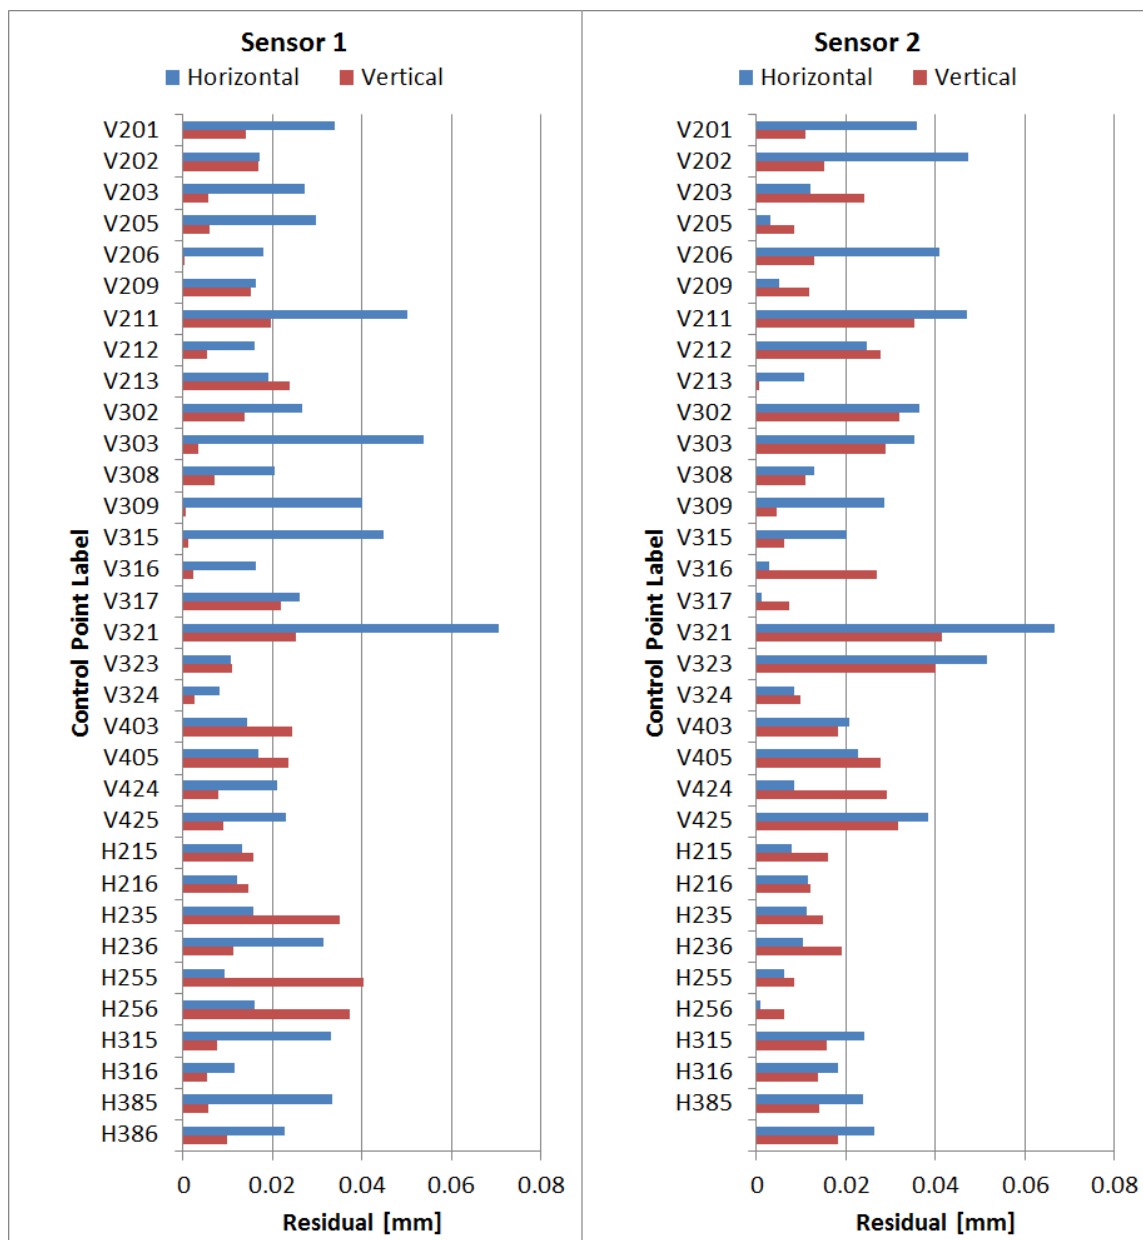 Sensor 1
Horizontal Vertical
Control Point Label
V201
V202
V203
V205
V206
V209
V211
V212
V213
V302
V303
V308
V309
V315
V316
V317
V321
V323
V324
V403
V405
V424
V425
H215
H216
H235
H236
H255
H256
H315
H316
H385
H386
0 0.02 0.04 0.06 0.08
Residual [mm]
Sensor 2
Horizontal Vertical
Control Point Label
V201
V202
V203
V205
V206
V209
V211
V212
V213
V302
V303
V308
V309
V315
V316
V317
V321
V323
V324
V403
V405
V424
V425
H215
H216
H235
H236
H255
H256
H315
H316
H385
0 0.02 0.04 0.06 0.08
Residual [mm]